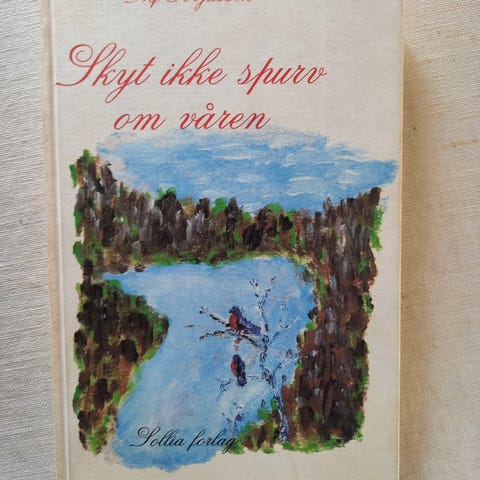 Skyt ikke spurv
om våren
Sollia forlag